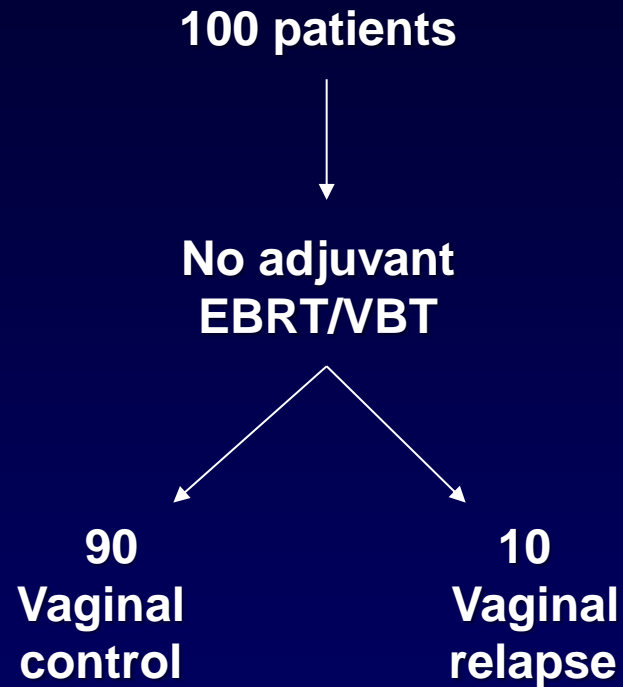 100 patients
No adjuvant
EBRT/VBT
90
Vaginal
control
10
Vaginal
relapse